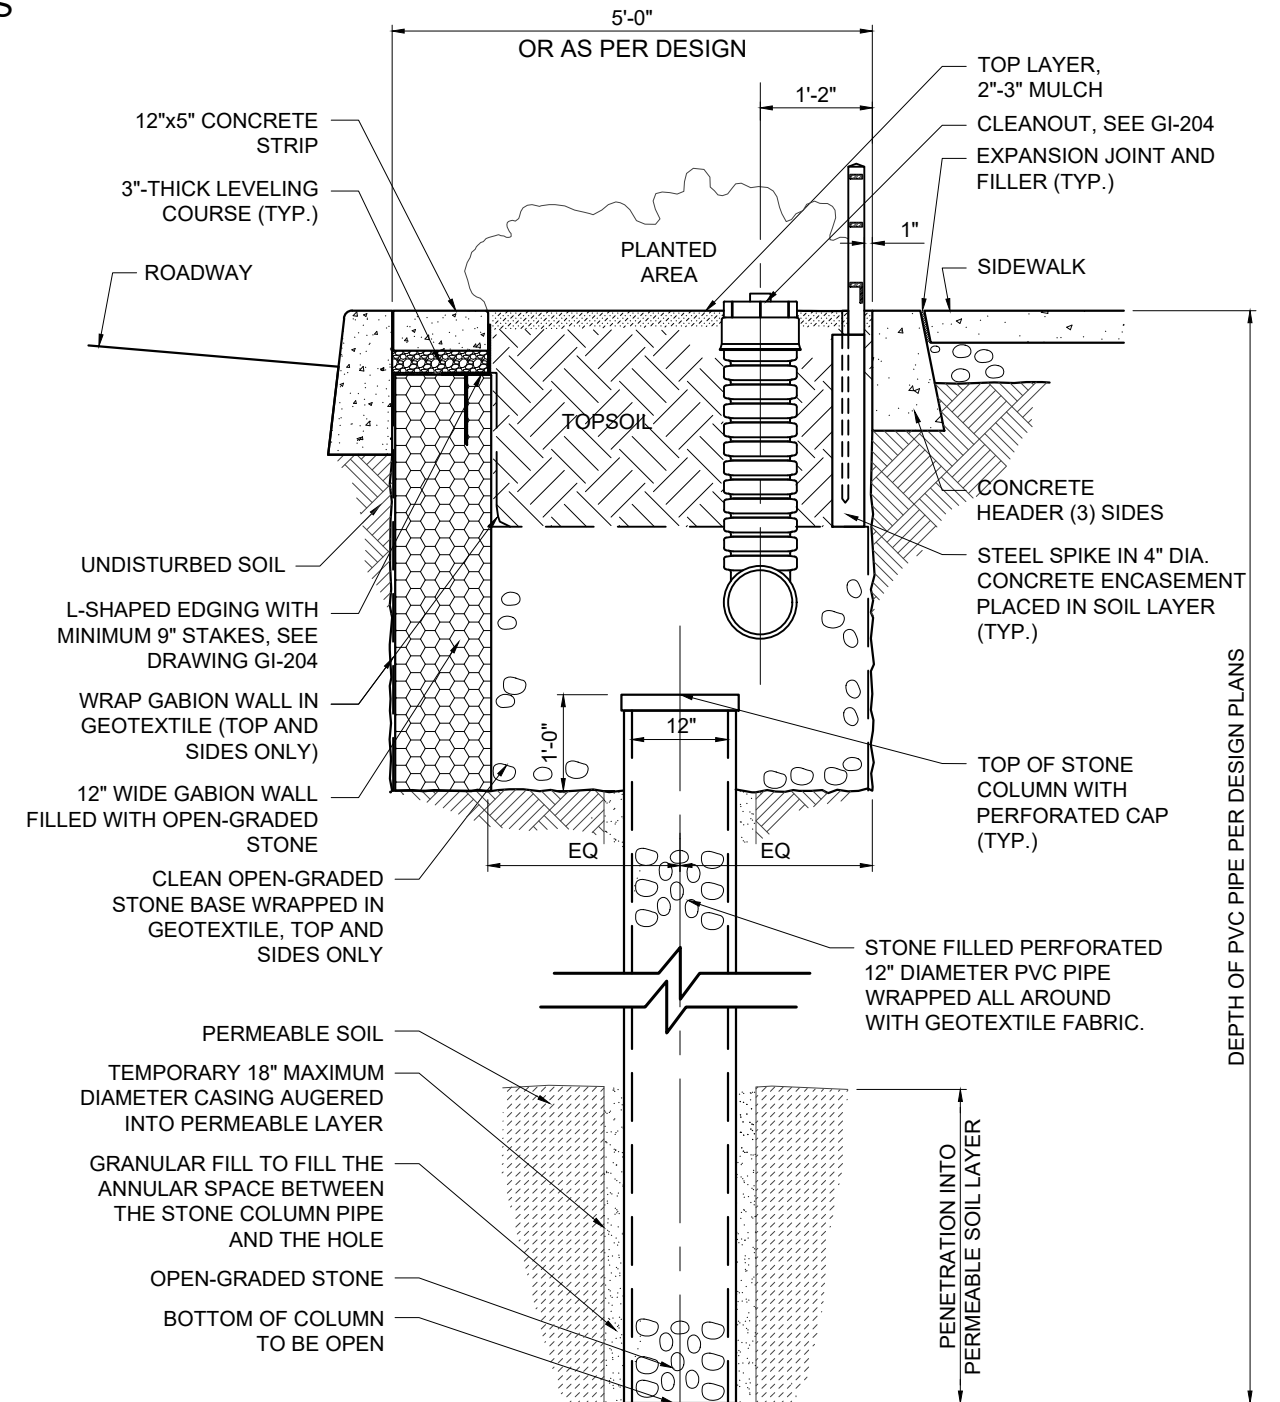 S
5'-0"
OR AS PER DESIGN
1'-2"
TOP LAYER,
2"-3" MULCH
CLEANOUT, SEE GI-204
EXPANSION JOINT AND
FILLER (TYP.)
1"
SIDEWALK
12"x5" CONCRETE
STRIP
3"-THICK LEVELING
COURSE (TYP.)
ROADWAY
PLANTED
AREA
TOPSOIL
CONCRETE
HEADER (3) SIDES
STEEL SPIKE IN 4" DIA.
CONCRETE ENCASEMENT
PLACED IN SOIL LAYER
(TYP.)
UNDISTURBED SOIL
L-SHAPED EDGING WITH
MINIMUM 9" STAKES, SEE
DRAWING GI-204
WRAP GABION WALL IN
GEOTEXTILE (TOP AND
SIDES ONLY)
12" WIDE GABION WALL
FILLED WITH OPEN-GRADED
STONE
CLEAN OPEN-GRADED
STONE BASE WRAPPED IN
GEOTEXTILE, TOP AND
SIDES ONLY
1'-0"
12"
EQ
EQ
TOP OF STONE
COLUMN WITH
PERFORATED CAP
(TYP.)
STONE FILLED PERFORATED
12" DIAMETER PVC PIPE
WRAPPED ALL AROUND
WITH GEOTEXTILE FABRIC.
DEPTH OF PVC PIPE PER DESIGN PLANS
PERMEABLE SOIL
TEMPORARY 18" MAXIMUM
DIAMETER CASING AUGERED
INTO PERMEABLE LAYER
GRANULAR FILL TO FILL THE
ANNULAR SPACE BETWEEN
THE STONE COLUMN PIPE
AND THE HOLE
OPEN-GRADED STONE
BOTTOM OF COLUMN
TO BE OPEN
PENETRATION INTO
PERMEABLE SOIL LAYER